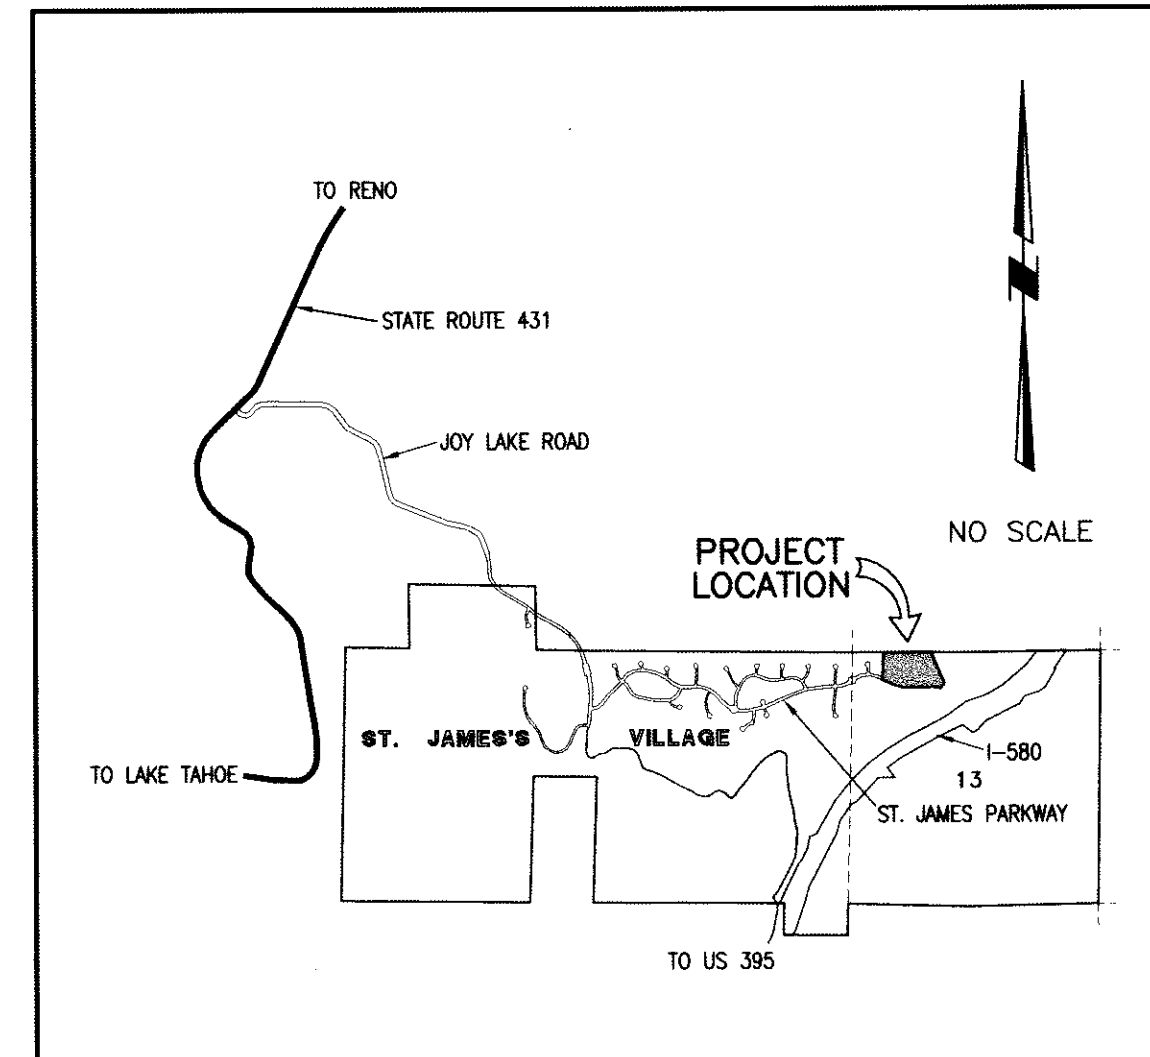 TO RENO
STATE ROUTE 431
JOY LAKE ROAD
NO SCALE
PROJECT
LOCATION
ST. JAMES'S VILLAGE
I-580
TO LAKE TAHOE
13
ST. JAMES PARKWAY
TO US 395